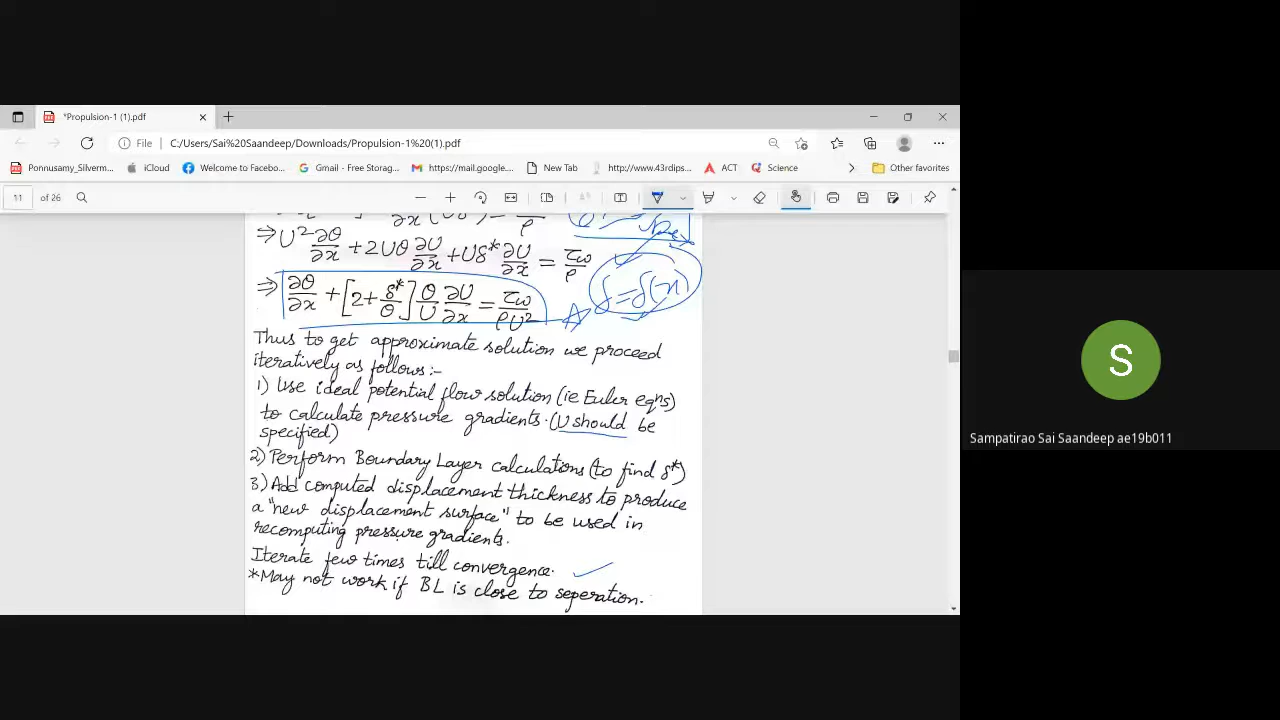 *Propulsion-1 (1).pdf
File
C:/Users/Sai%20Saandeep/Downloads/Propulsion-1%20(1).pdf
Ponnusamy_Silverm...
iCloud
Welcome to Facebo...
Gmail - Free Storag...
https://mail.google....
New Tab
http://www.43rdips...
ACT
Science
Other favorites
11 of 26
⇒ U² ∂θ/∂x + 2Uθ ∂U/∂x + Uδ* ∂U/∂x = τω/ρ
⇒ ∂θ/∂x + [2 + δ*/θ] θ/U ∂U/∂x = τω/ρU²
Thus to get approximate solution we proceed
iteratively as follows:-
1) Use ideal potential flow solution (ie Euler eqns)
to calculate pressure gradients. (U should be
specified)
2) Perform Boundary Layer calculations (to find δ*)
3) Add computed displacement thickness to produce
a "new displacement surface" to be used in
recomputing pressure gradients.
Iterate few times till convergence.
*May not work if BL is close to seperation.
S
Sampatirao Sai Saandeep ae19b011